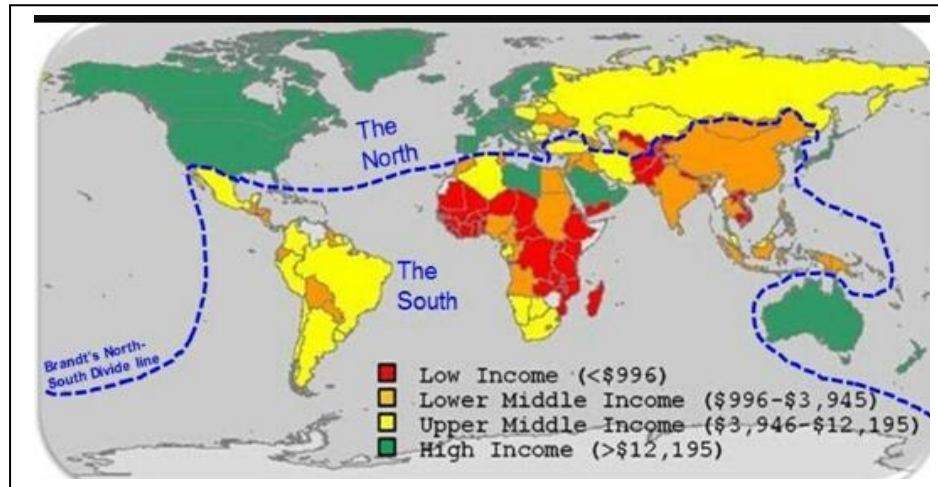 The
North
The
South
Brandt's North-
South Divide line
Low Income (<$996)
Lower Middle Income ($996-$3,945)
Upper Middle Income ($3,946-$12,195)
High Income (>$12,195)